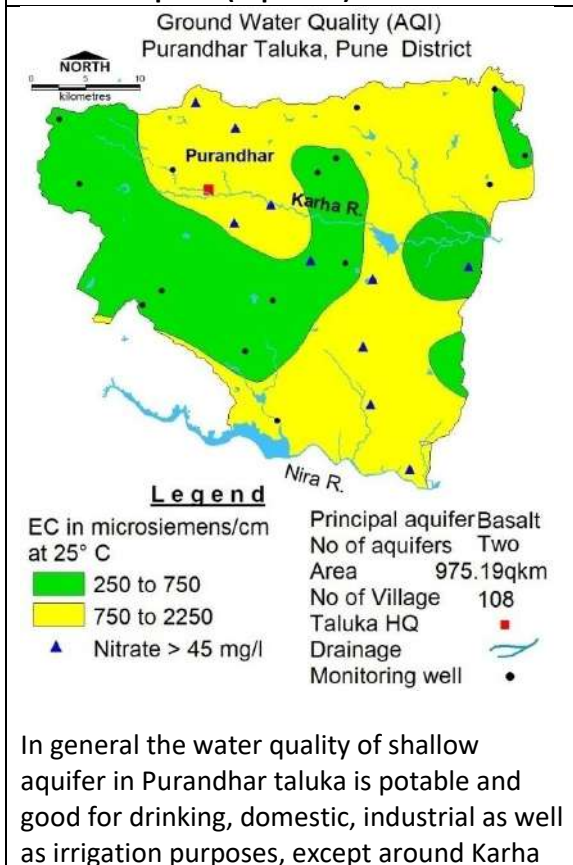 Ground Water Quality (AQI)
Purandhar Taluka, Pune District
NORTH
0 5 10
kilometres
Purandhar
Karha R.
Nira R.
Legend
EC in microsiemens/cm
at 25° C
250 to 750
750 to 2250
Nitrate > 45 mg/l
Principal aquifer Basalt
No of aquifers Two
Area 975.19qkm
No of Village 108
Taluka HQ
Drainage
Monitoring well
In general the water quality of shallow
aquifer in Purandhar taluka is potable and
good for drinking, domestic, industrial as well
as irrigation purposes, except around Karha